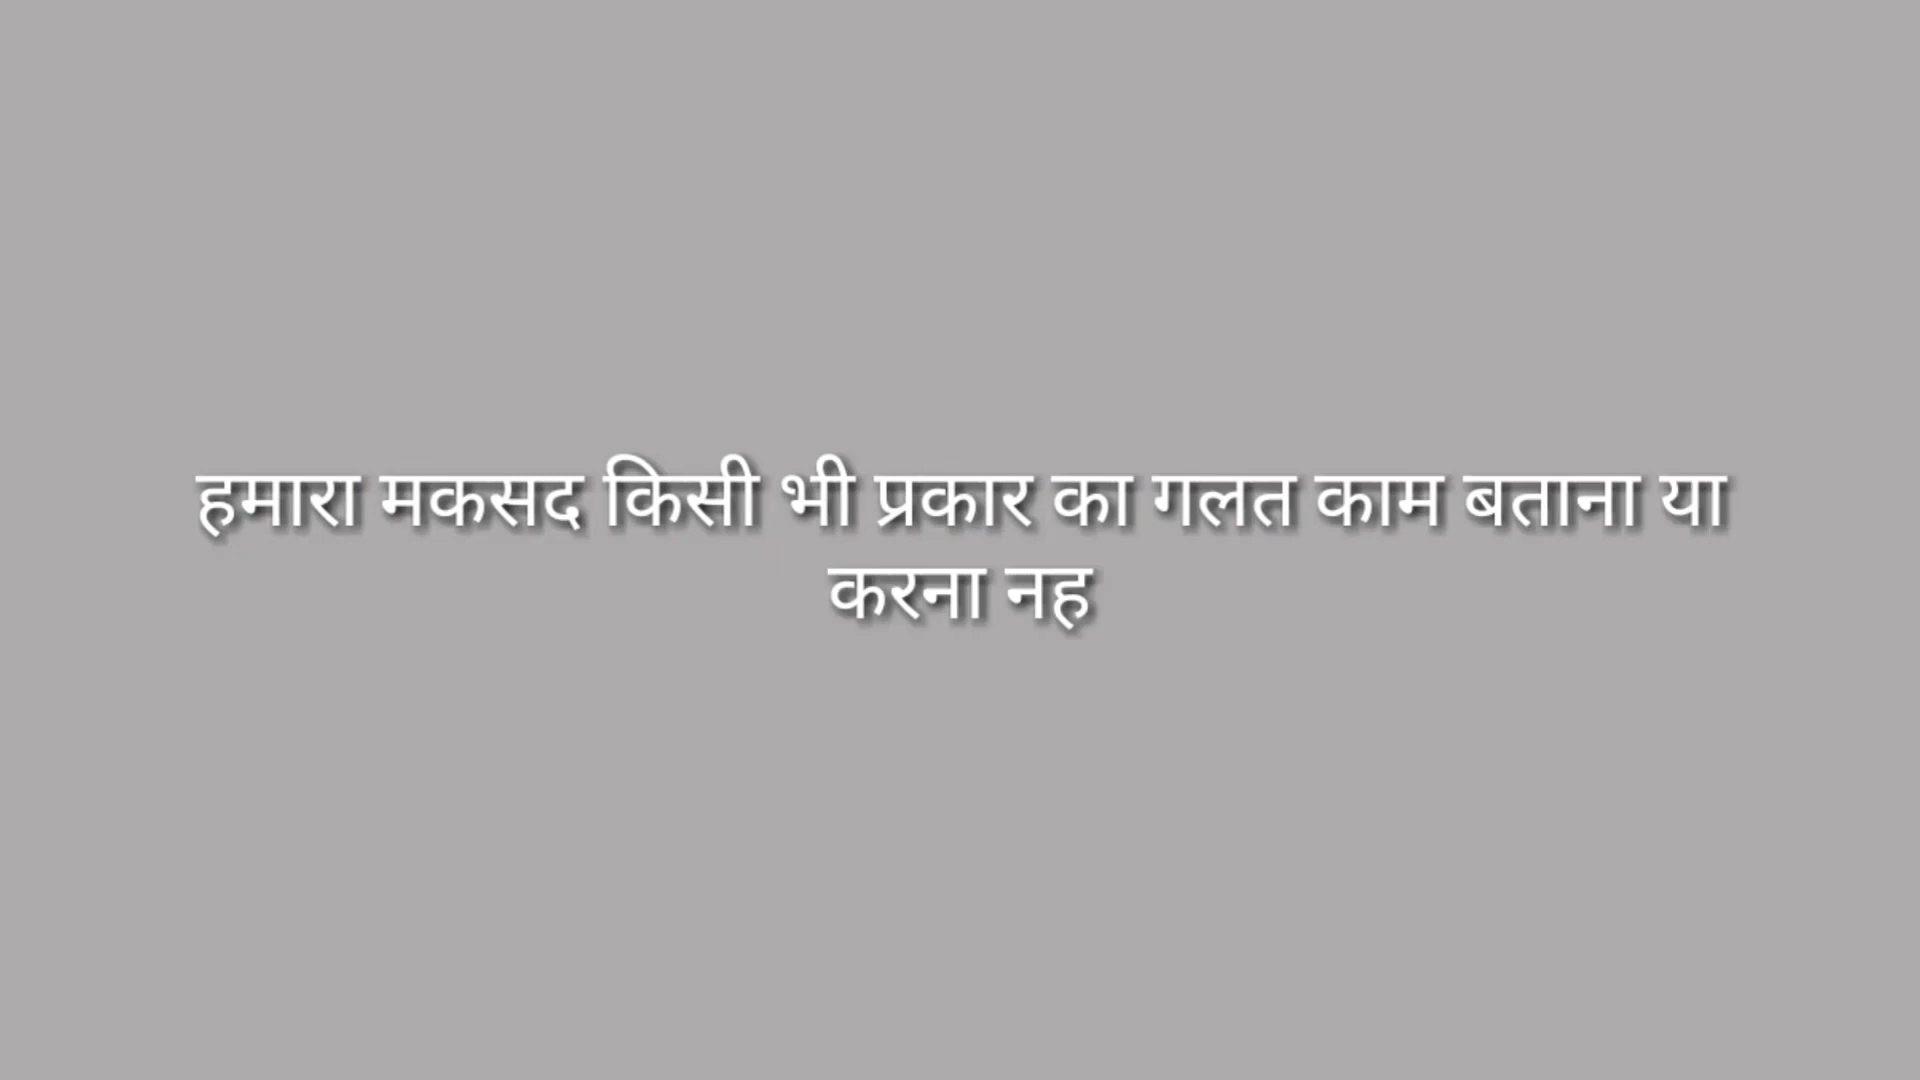 हमारा मकसद किसी भी प्रकार का गलत काम बताना या
करना नह